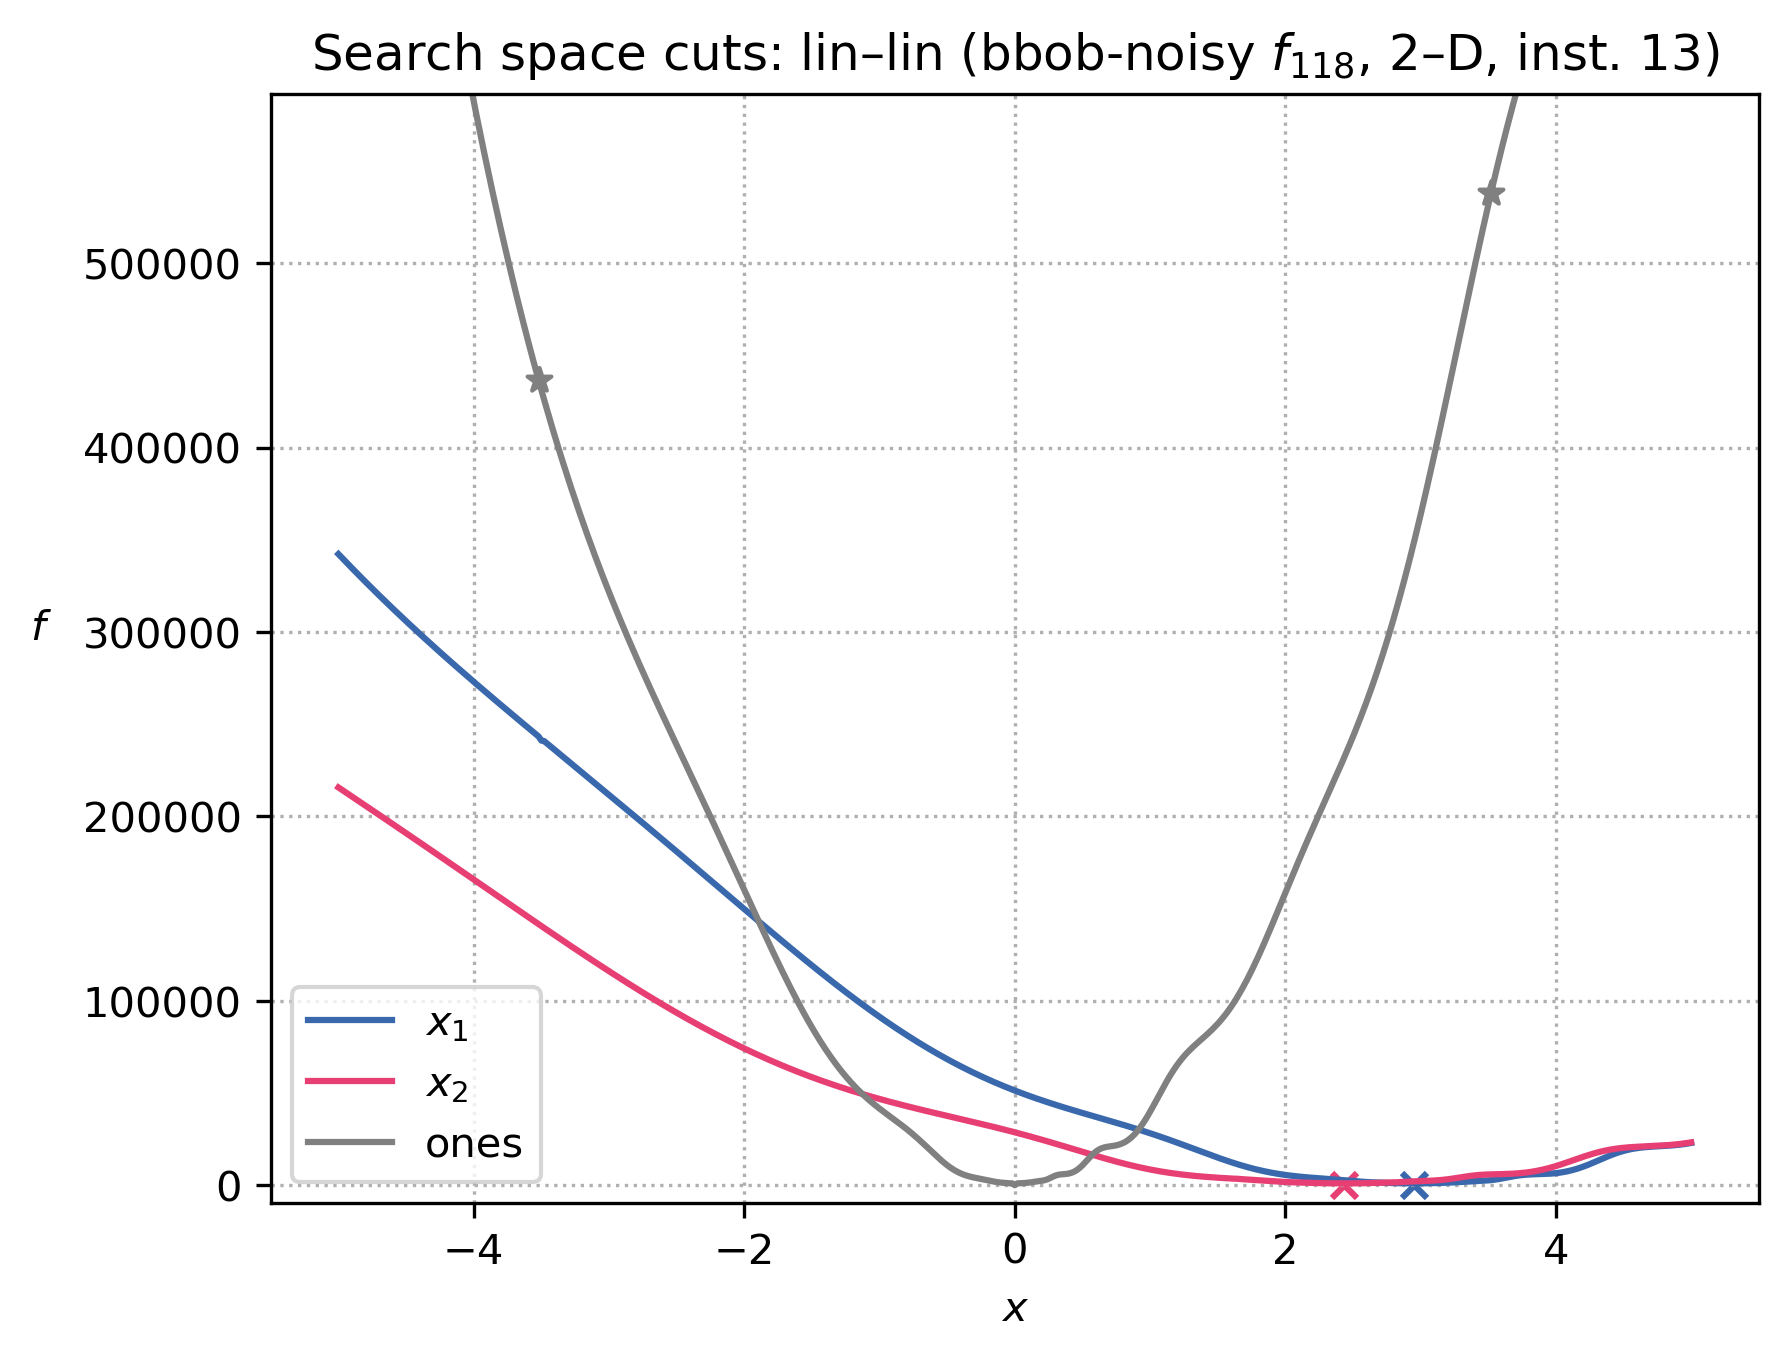 Search space cuts: lin–lin (bbob-noisy f₁₁₈, 2–D, inst. 13)
500000
400000
300000
200000
100000
0
f
x₁
x₂
ones
−4
−2
0
2
4
x